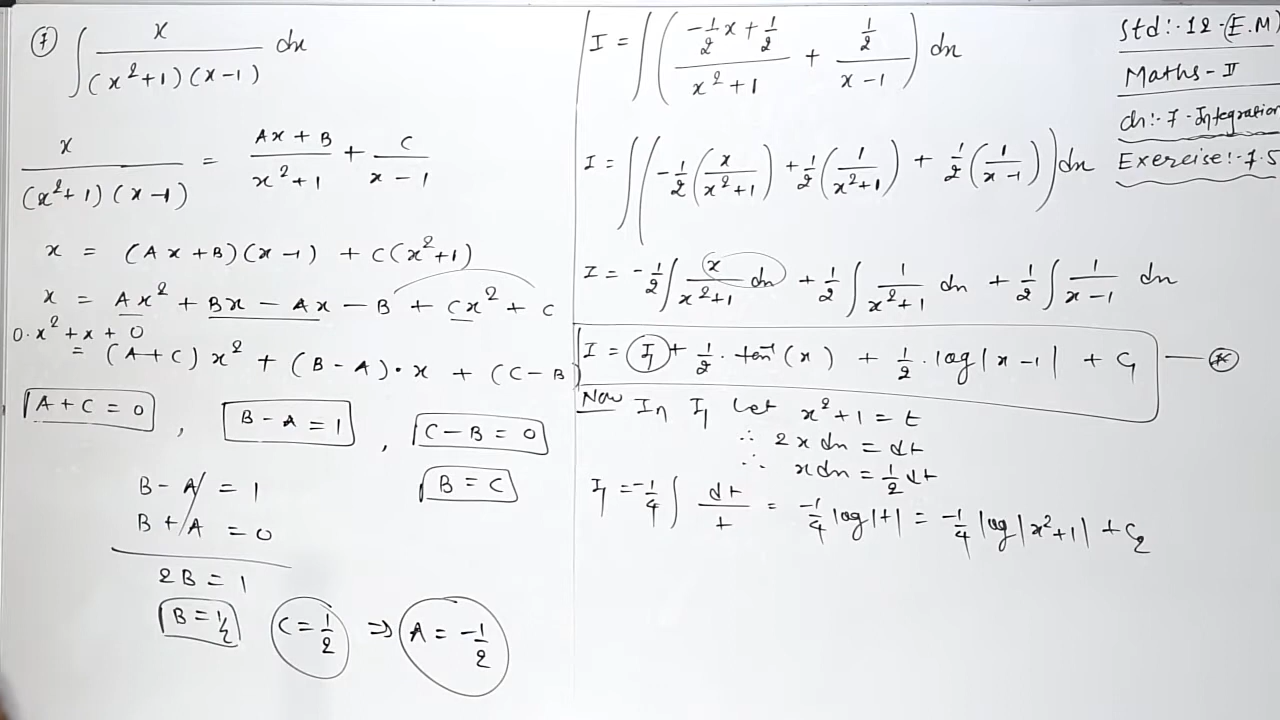 ⑦ ∫ x / (x²+1)(x-1) dx
x / (x²+1)(x-1) = Ax+B / x²+1 + C / x-1
x = (Ax+B)(x-1) + C(x²+1)
x = Ax² + Bx - Ax - B + Cx² + C
0·x² + x + 0
= (A+C)x² + (B-A)·x + (C-B)
A+C=0 , B-A=1 , C-B=0
B=C
B-A = 1
B+A = 0
2B = 1
B=1/2 C=1/2 ⇒ A=-1/2
I = ∫( -1/2 x + 1/2 / x²+1 + 1/2 / x-1 ) dx
I = ∫( -1/2 (x / x²+1) + 1/2 (1 / x²+1) + 1/2 (1 / x-1) ) dx
I = -1/2 ∫ x / x²+1 dx + 1/2 ∫ 1 / x²+1 dx + 1/2 ∫ 1 / x-1 dx
I = I₁ + 1/2 · tan⁻¹(x) + 1/2 · log|x-1| + C₁ — *
Now In I₁ Let x²+1 = t
∴ 2x dx = dt
∴ x dx = 1/2 dt
I₁ = -1/4 ∫ dt / t = -1/4 log|t| = -1/4 log|x²+1| + C₂
Std:-12-(E.M)
Maths-II
ch:-7-Integration
Exercise:-7.5